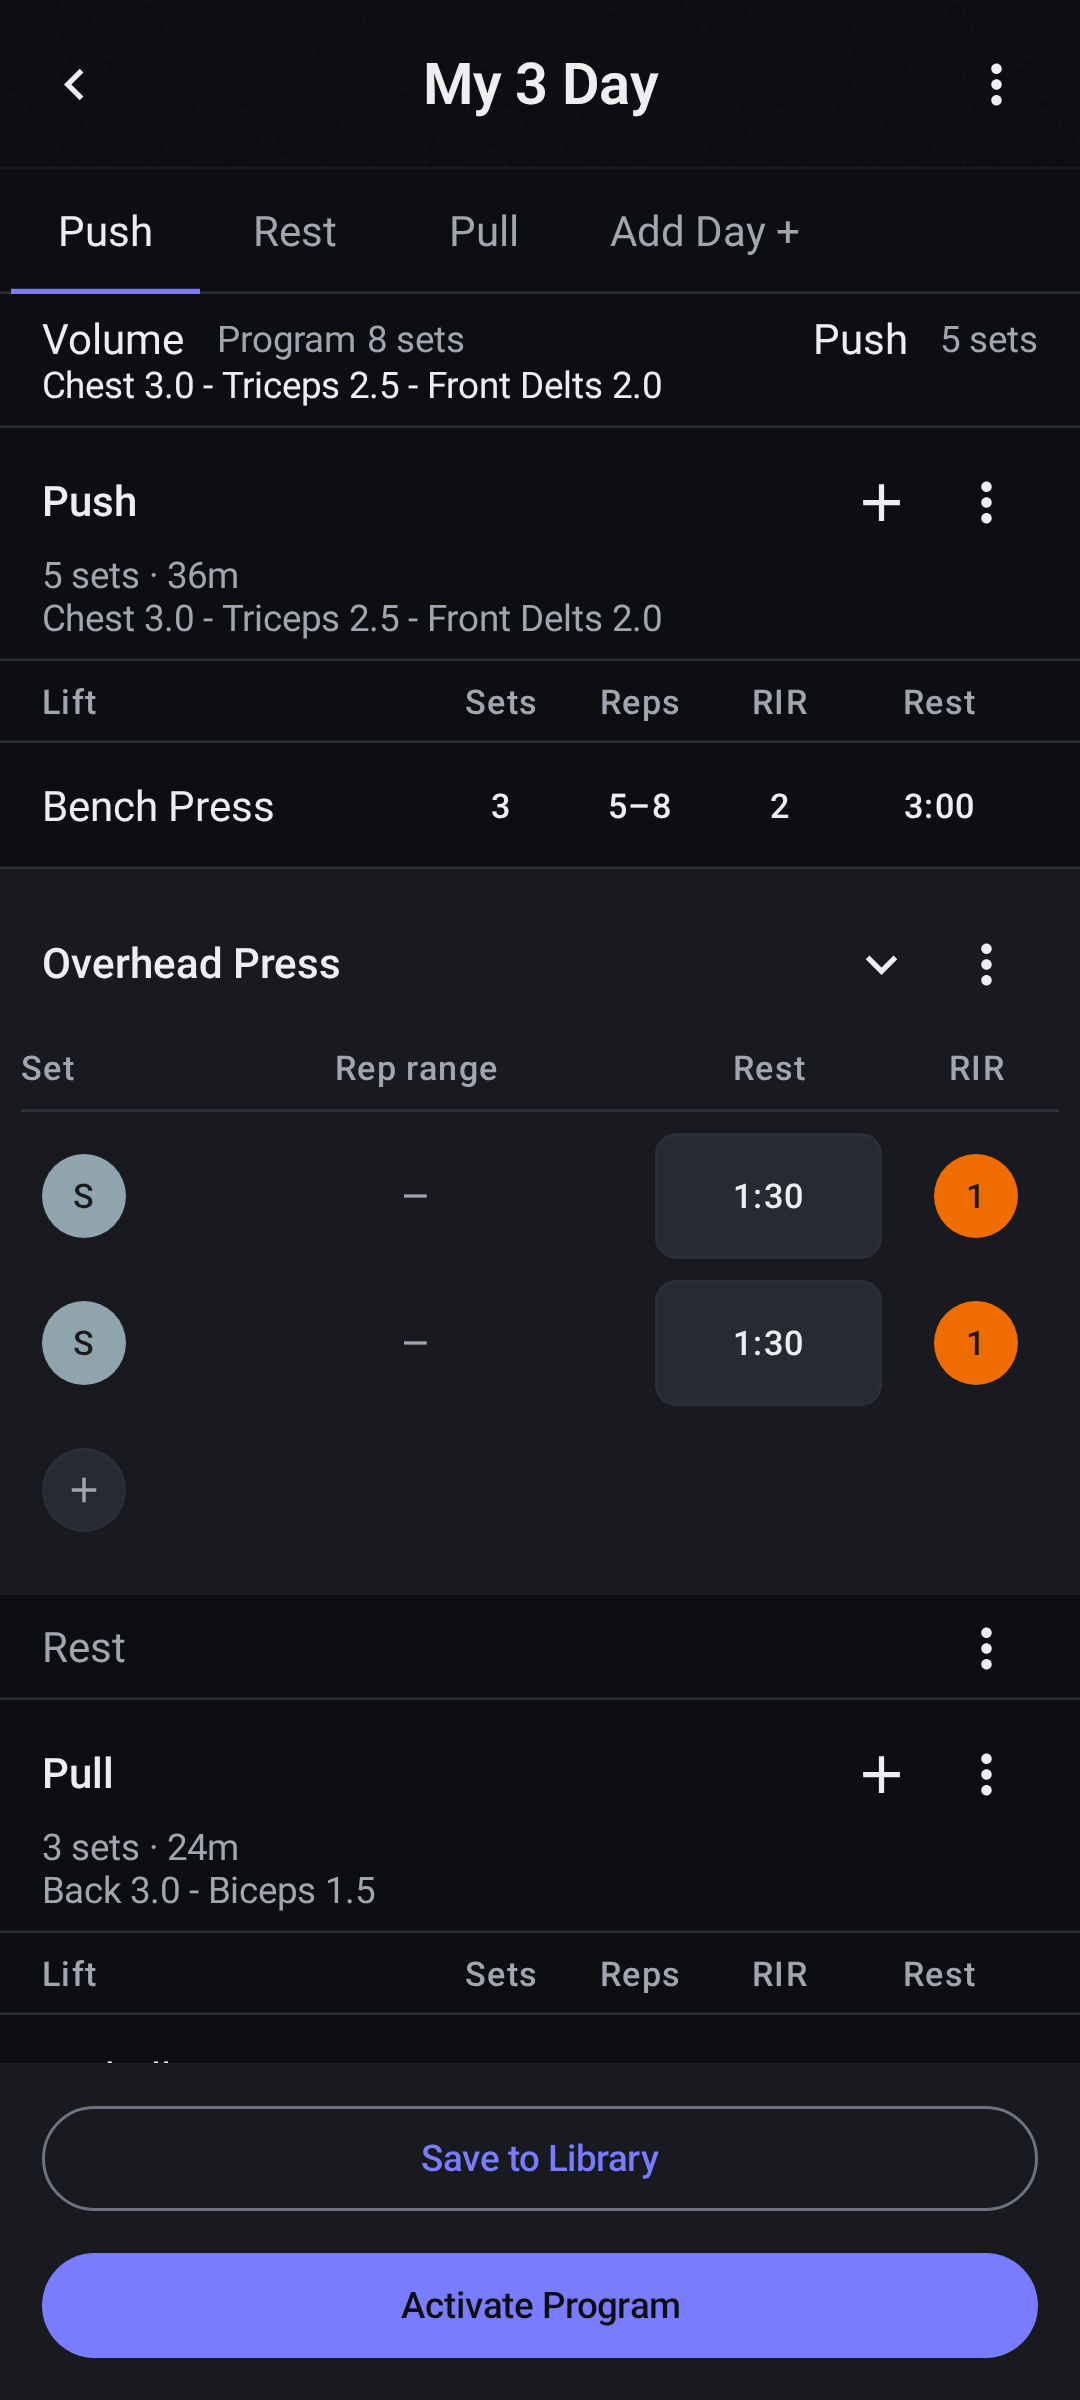 My 3 Day
Push Rest Pull Add Day +
Volume Program 8 sets Push 5 sets
Chest 3.0 - Triceps 2.5 - Front Delts 2.0
Push
5 sets · 36m
Chest 3.0 - Triceps 2.5 - Front Delts 2.0
Lift Sets Reps RIR Rest
Bench Press 3 5–8 2 3:00
Overhead Press
Set Rep range Rest RIR
S – 1:30 1
S – 1:30 1
+
Rest
Pull
3 sets · 24m
Back 3.0 - Biceps 1.5
Lift Sets Reps RIR Rest
Save to Library
Activate Program